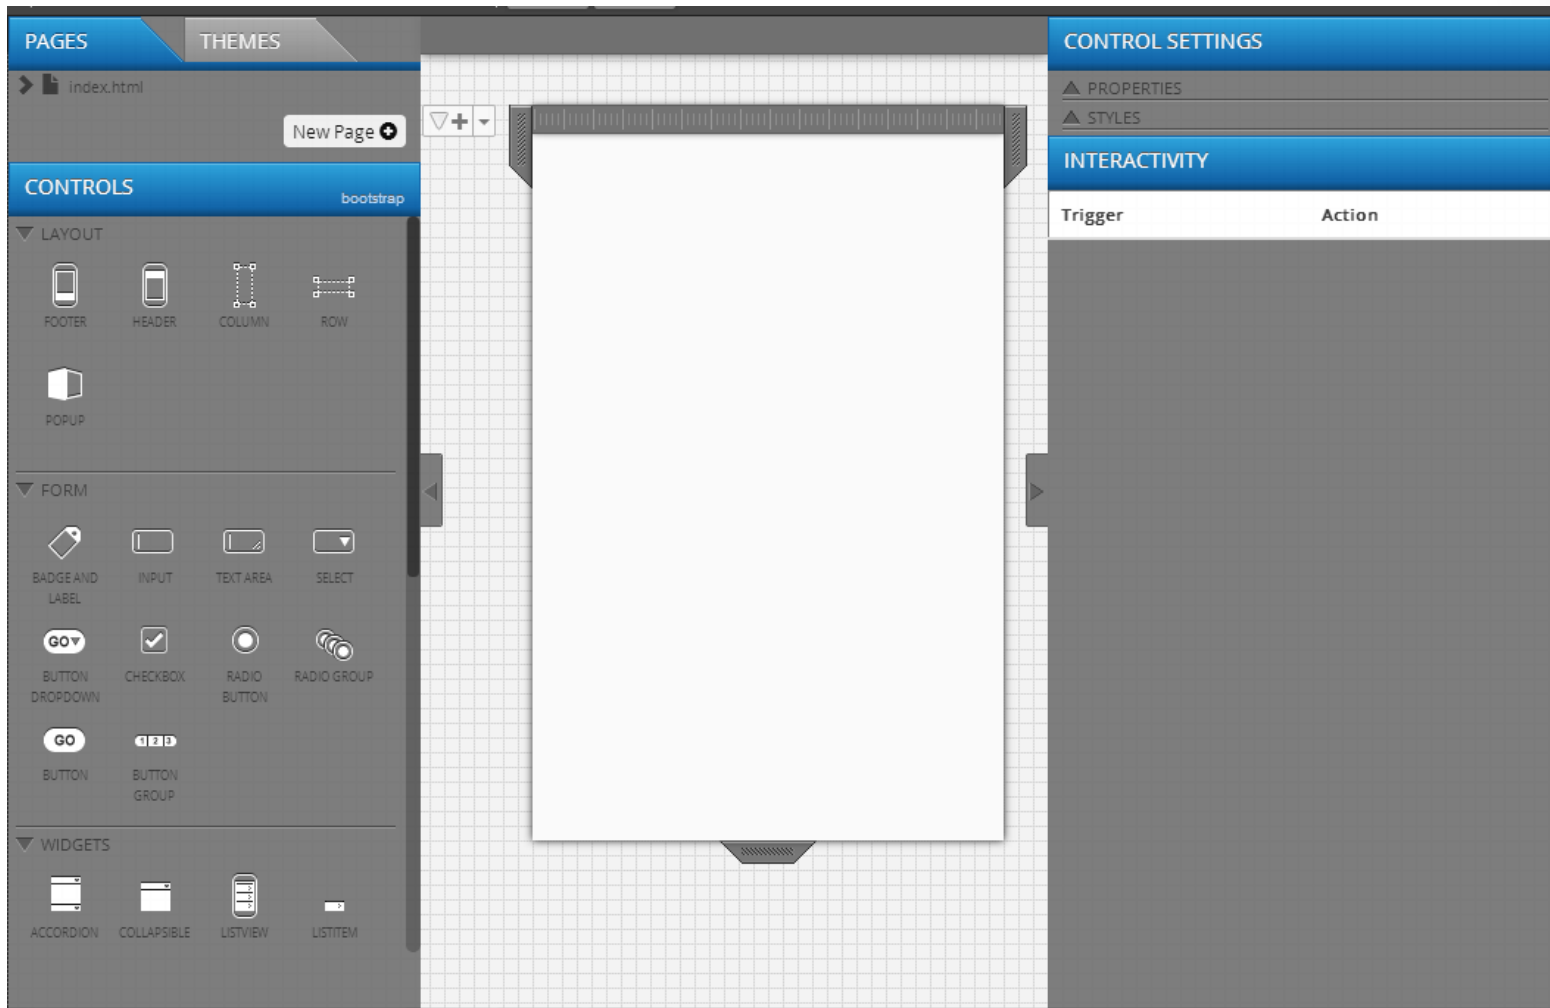 PAGES
THEMES
index.html
New Page
CONTROLS
bootstrap
LAYOUT
FOOTER
HEADER
COLUMN
ROW
POPUP
FORM
BADGE AND
LABEL
INPUT
TEXT AREA
SELECT
GO
BUTTON
DROPDOWN
CHECKBOX
RADIO
BUTTON
RADIO GROUP
GO
BUTTON
1 2 3
BUTTON
GROUP
WIDGETS
ACCORDION
COLLAPSIBLE
LISTVIEW
LISTITEM
CONTROL SETTINGS
PROPERTIES
STYLES
INTERACTIVITY
Trigger
Action